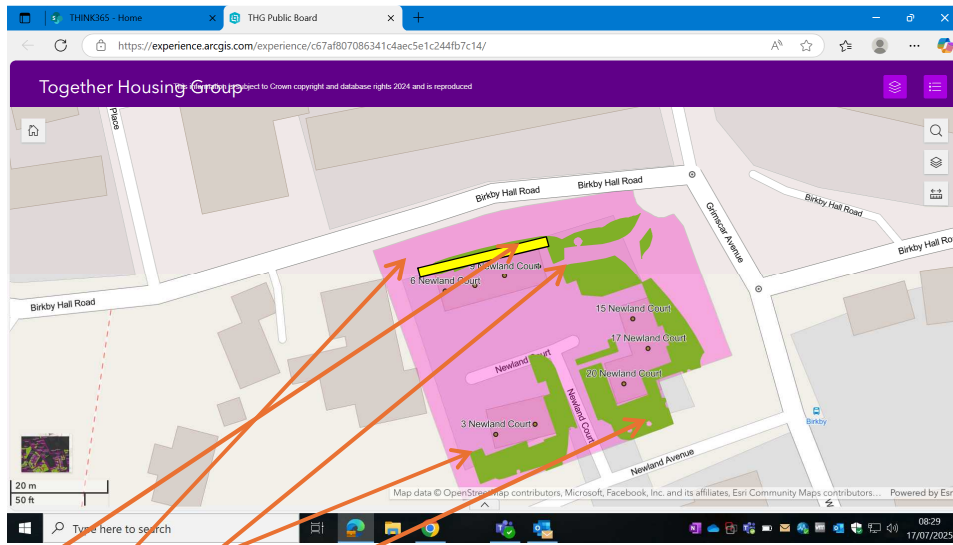 THINK365 - Home
THG Public Board
https://experience.arcgis.com/experience/c67af807086341c4aec5e1c244fb7c14/
Together Housing Group
This information is subject to Crown copyright and database rights 2024 and is reproduced
Place
Birkby Hall Road
Birkby Hall Road
Grimscar Avenue
Birkby Hall Road
Birkby Hall Ro
9 Newland Court
6 Newland Court
Birkby Hall Road
15 Newland Court
17 Newland Court
Newland Court
20 Newland Court
Newland Court
3 Newland Court
Birkby
Newland Avenue
20 m
50 ft
Map data © OpenStreetMap contributors, Microsoft, Facebook, Inc. and its affiliates, Esri Community Maps contributors... Powered by Esri
Type here to search
08:29
17/07/2025